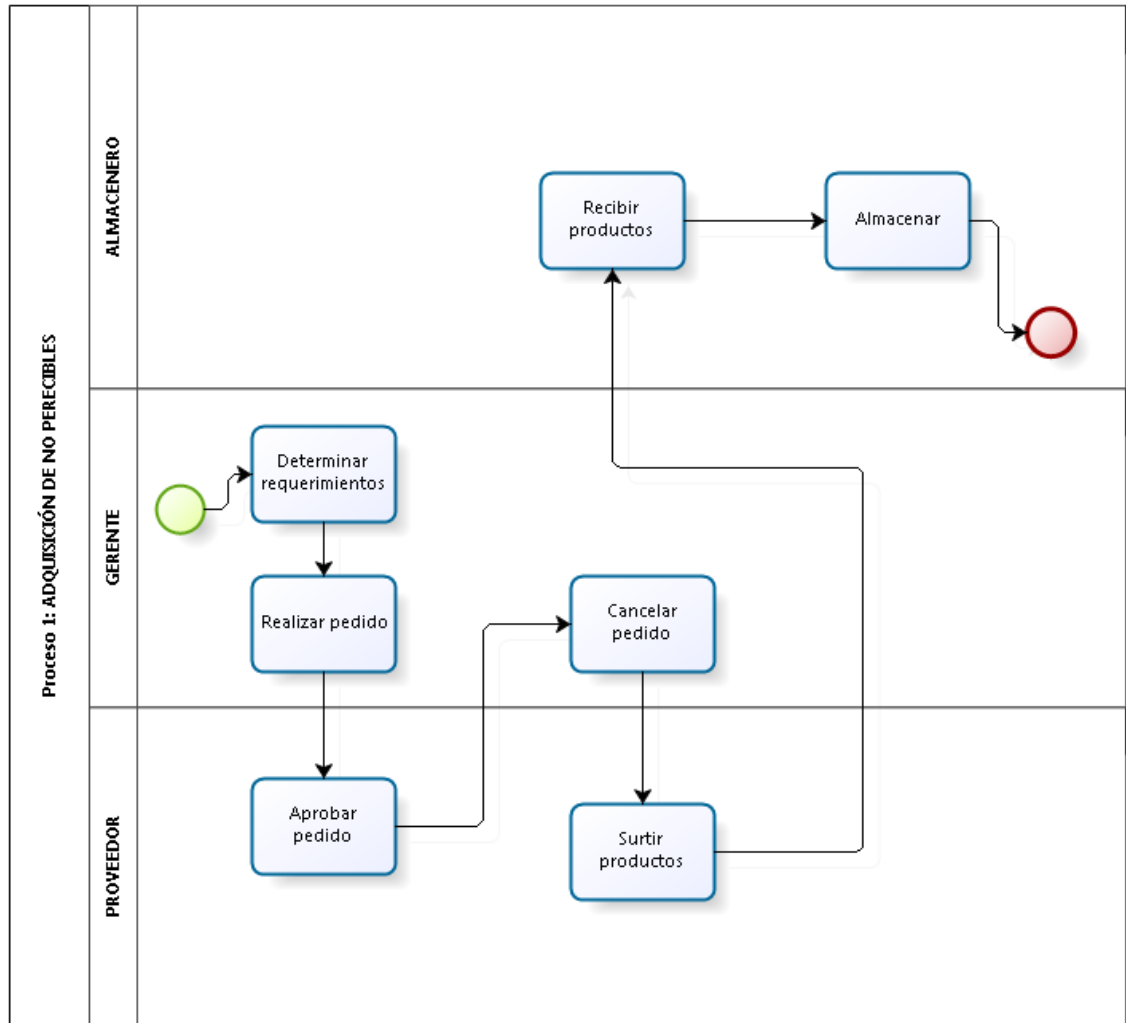 Proceso 1: ADQUISICIÓN DE NO PERECIBLES
ALMACENERO
Recibir
productos
Almacenar
GERENTE
Determinar
requerimientos
Realizar pedido
Cancelar
pedido
PROVEEDOR
Aprobar
pedido
Surtir
productos